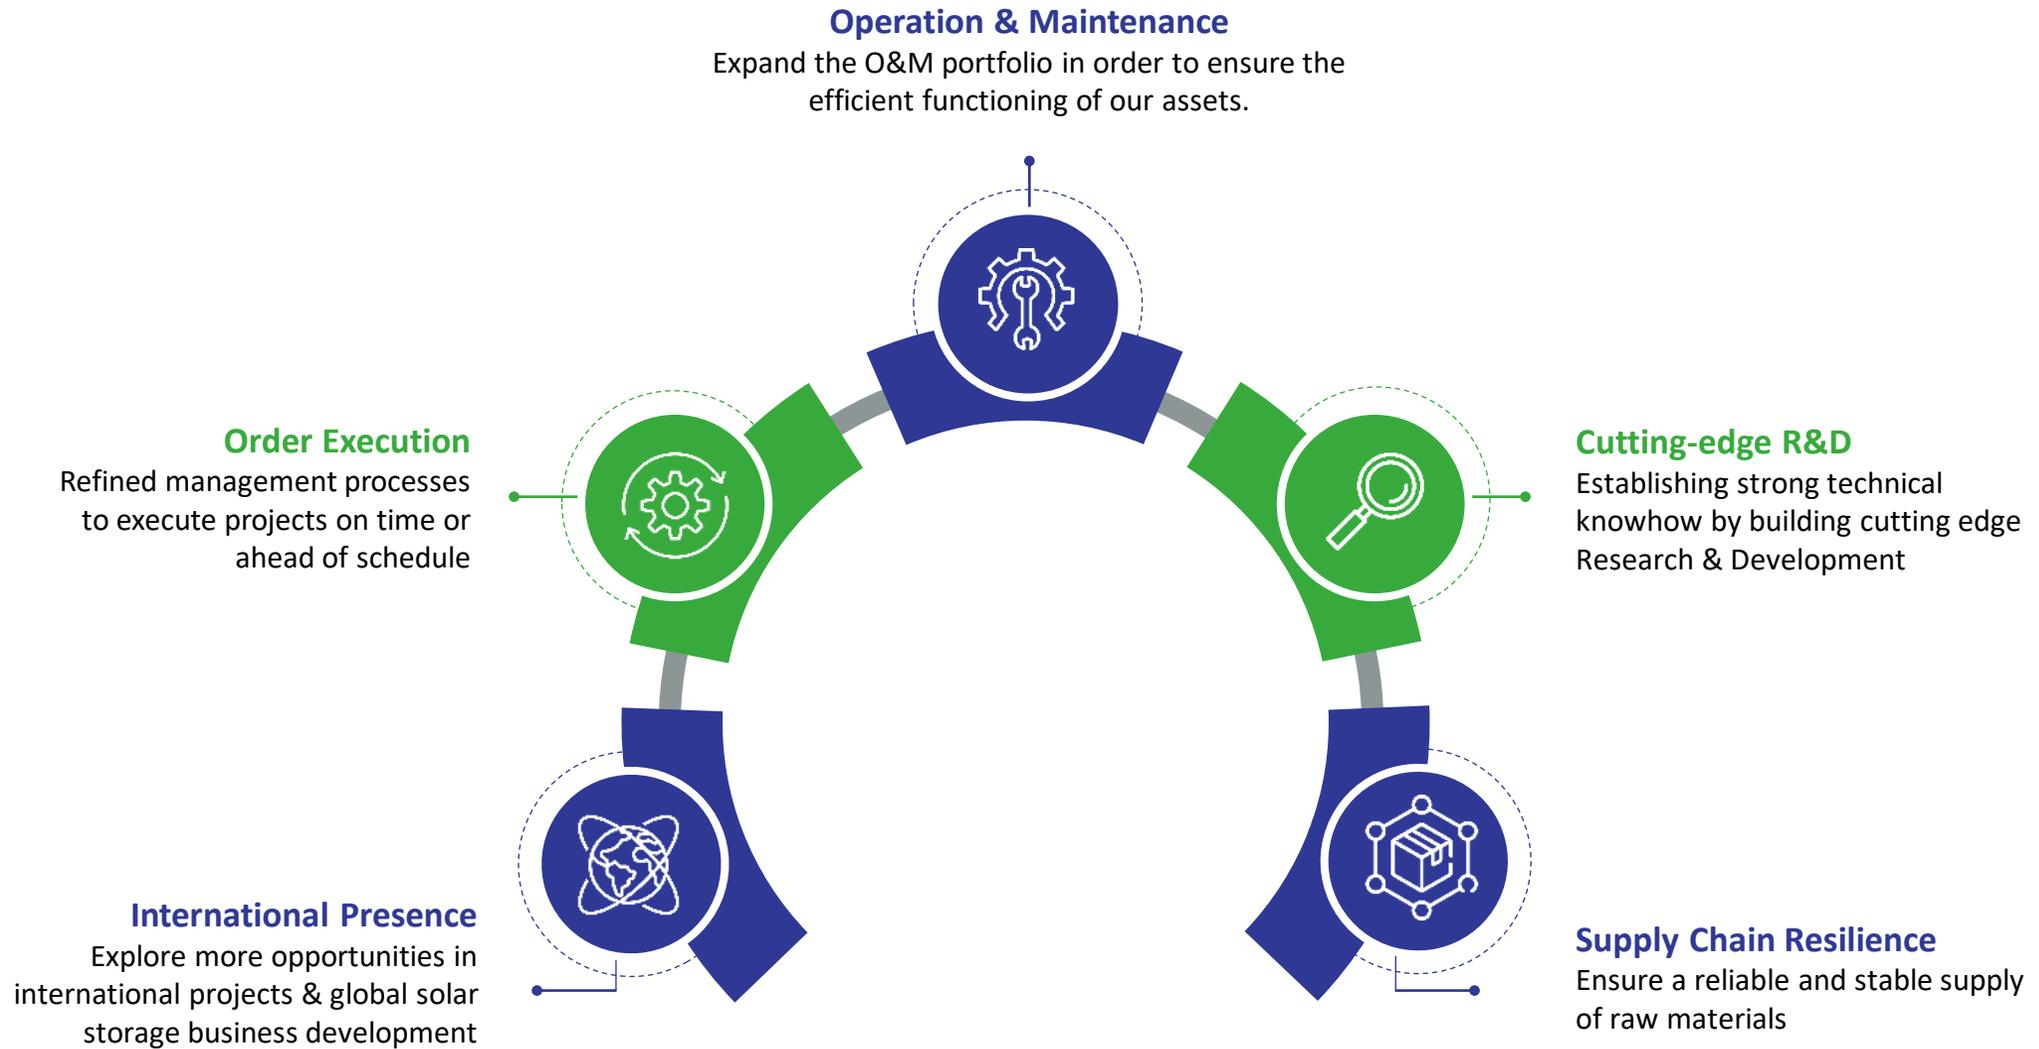 Operation & Maintenance
Expand the O&M portfolio in order to ensure the
efficient functioning of our assets.
Order Execution
Refined management processes
to execute projects on time or
ahead of schedule
Cutting-edge R&D
Establishing strong technical
knowhow by building cutting edge
Research & Development
International Presence
Explore more opportunities in
international projects & global solar
storage business development
Supply Chain Resilience
Ensure a reliable and stable supply
of raw materials